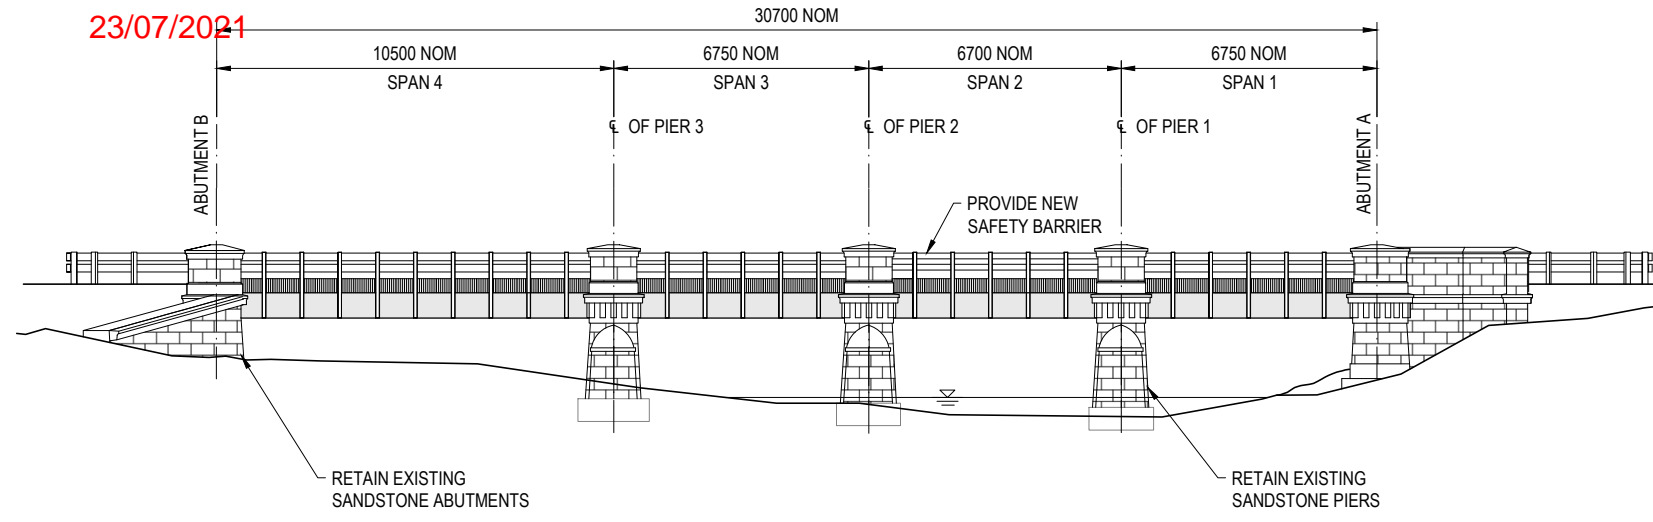 23/07/2021
30700 NOM
10500 NOM
6750 NOM
6700 NOM
6750 NOM
SPAN 4
SPAN 3
SPAN 2
SPAN 1
ABUTMENT B
℄ OF PIER 3
℄ OF PIER 2
℄ OF PIER 1
ABUTMENT A
PROVIDE NEW
SAFETY BARRIER
RETAIN EXISTING
SANDSTONE ABUTMENTS
RETAIN EXISTING
SANDSTONE PIERS